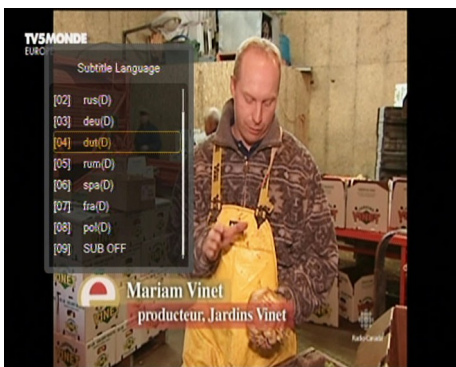 TV5MONDE
EUROPE
Subtitle Language
[02] rus(D)
[03] deu(D)
[04] dut(D)
[05] rum(D)
[06] spa(D)
[07] fra(D)
[08] pol(D)
[09] SUB OFF
Mariam Vinet
producteur, Jardins Vinet
Radio-Canada